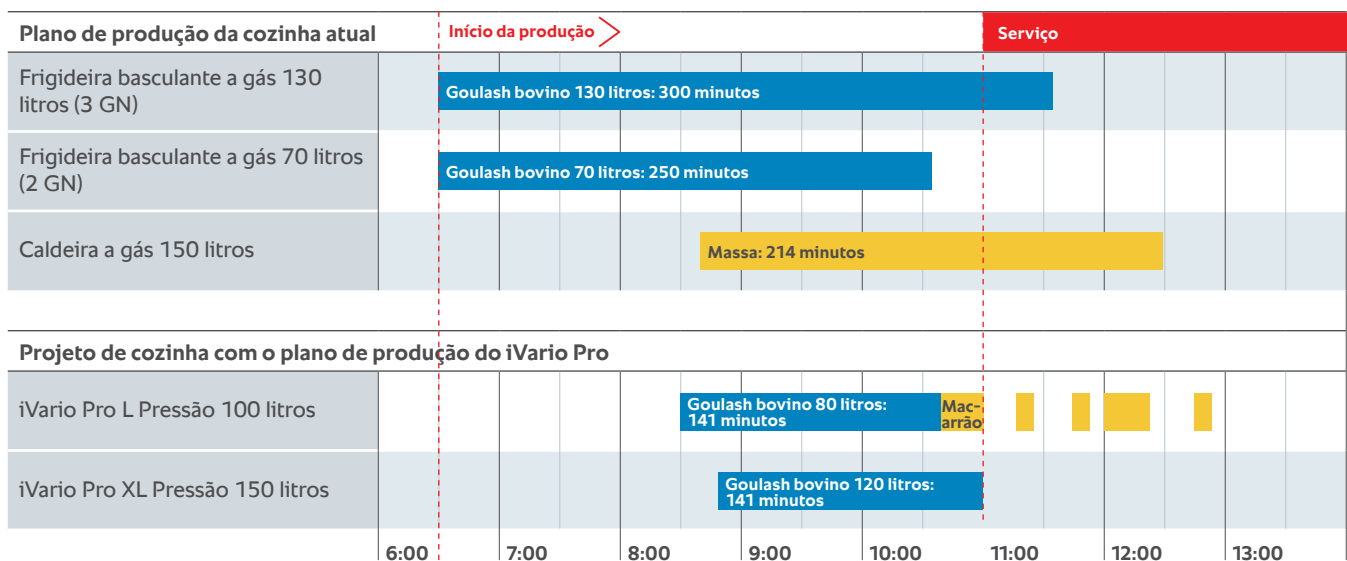 Plano de produção da cozinha atual
Início da produção
Serviço
Frigideira basculante a gás 130
litros (3 GN)
Goulash bovino 130 litros: 300 minutos
Frigideira basculante a gás 70 litros
(2 GN)
Goulash bovino 70 litros: 250 minutos
Caldeira a gás 150 litros
Massa: 214 minutos
Projeto de cozinha com o plano de produção do iVario Pro
iVario Pro L Pressão 100 litros
Goulash bovino 80 litros:
141 minutos
Mac-
arrão
iVario Pro XL Pressão 150 litros
Goulash bovino 120 litros:
141 minutos
6:00 7:00 8:00 9:00 10:00 11:00 12:00 13:00